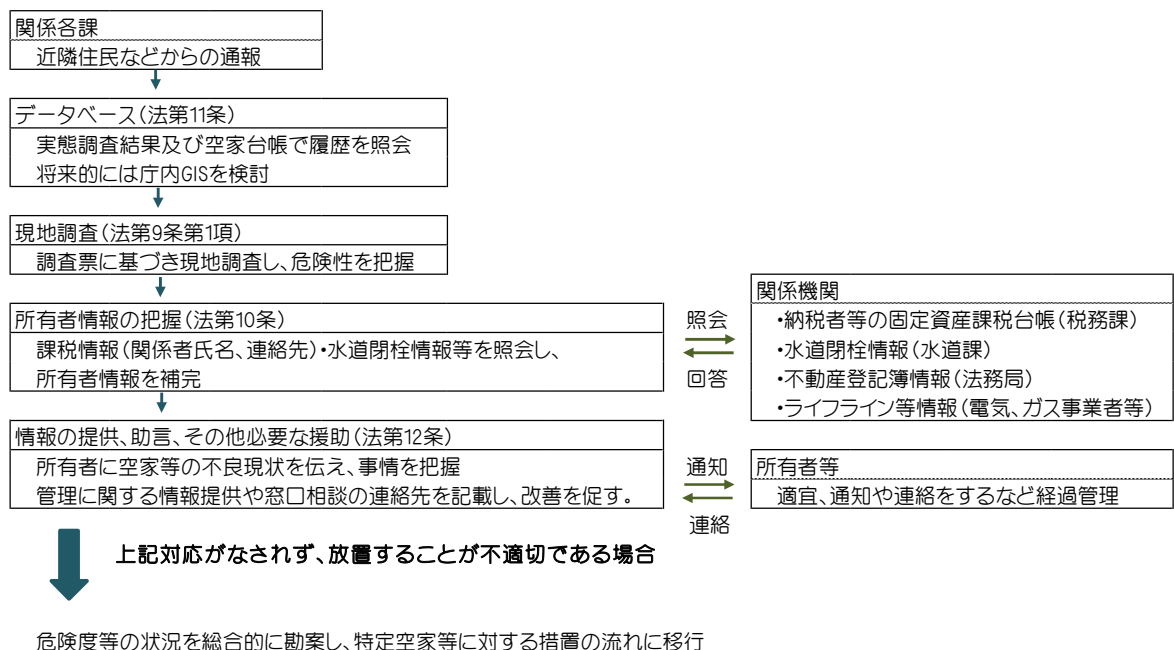 関係各課
近隣住民などからの通報
データベース(法第11条)
実態調査結果及び空家台帳で履歴を照会
将来的には庁内GISを検討
現地調査(法第9条第1項)
調査票に基づき現地調査し、危険性を把握
所有者情報の把握(法第10条)
課税情報(関係者氏名、連絡先)・水道閉栓情報等を照会し、
所有者情報を補完
照会
回答
関係機関
・納税者等の固定資産課税台帳(税務課)
・水道閉栓情報(水道課)
・不動産登記簿情報(法務局)
・ライフライン等情報(電気、ガス事業者等)
情報の提供、助言、その他必要な援助(法第12条)
所有者に空家等の不良現状を伝え、事情を把握
管理に関する情報提供や窓口相談の連絡先を記載し、改善を促す。
通知
連絡
所有者等
適宜、通知や連絡をするなど経過管理
上記対応がなされず、放置することが不適切である場合
危険度等の状況を総合的に勘案し、特定空家等に対する措置の流れに移行